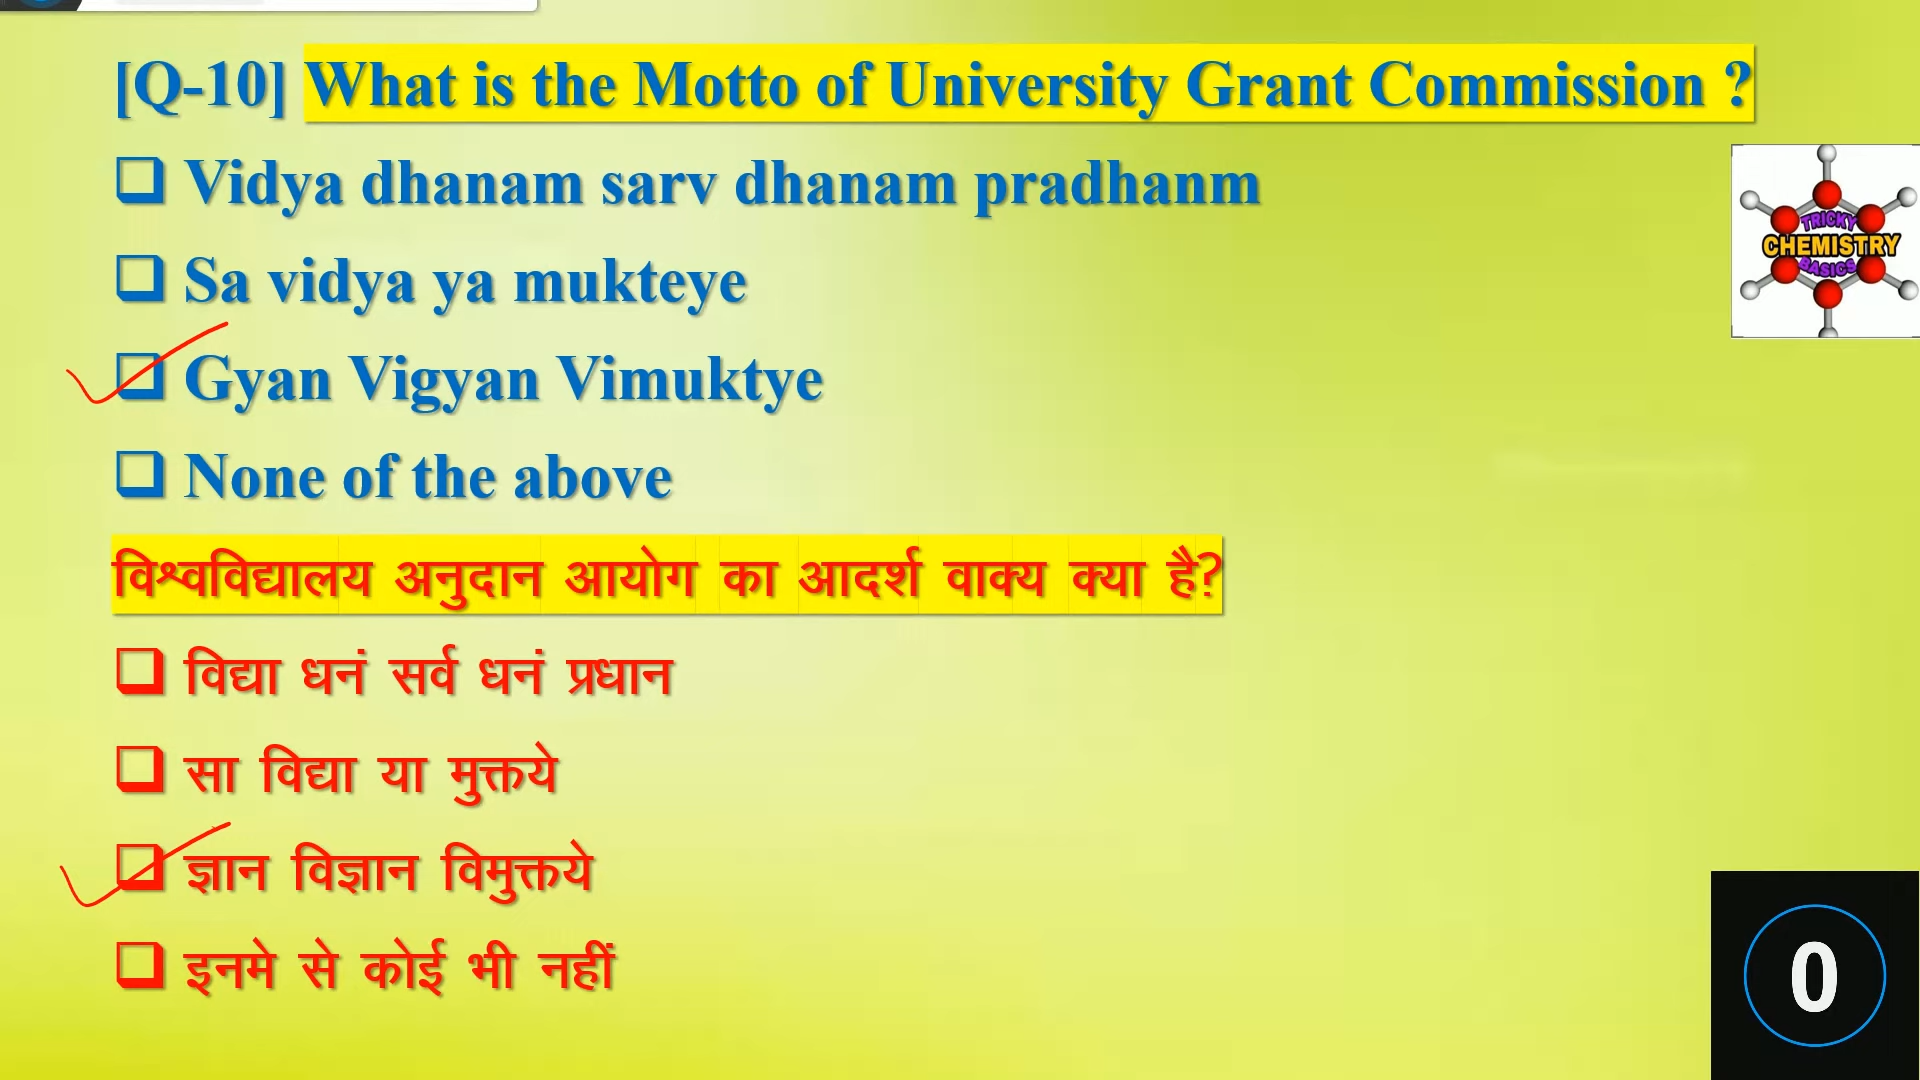 [Q-10] What is the Motto of University Grant Commission ?
❑ Vidya dhanam sarv dhanam pradhanm
❑ Sa vidya ya mukteye
❑ Gyan Vigyan Vimuktye
❑ None of the above
विश्वविद्यालय अनुदान आयोग का आदर्श वाक्य क्या है?
❑ विद्या धनं सर्व धनं प्रधान
❑ सा विद्या या मुक्तये
❑ ज्ञान विज्ञान विमुक्तये
❑ इनमे से कोई भी नहीं
TRICKY
CHEMISTRY
BASICS
0